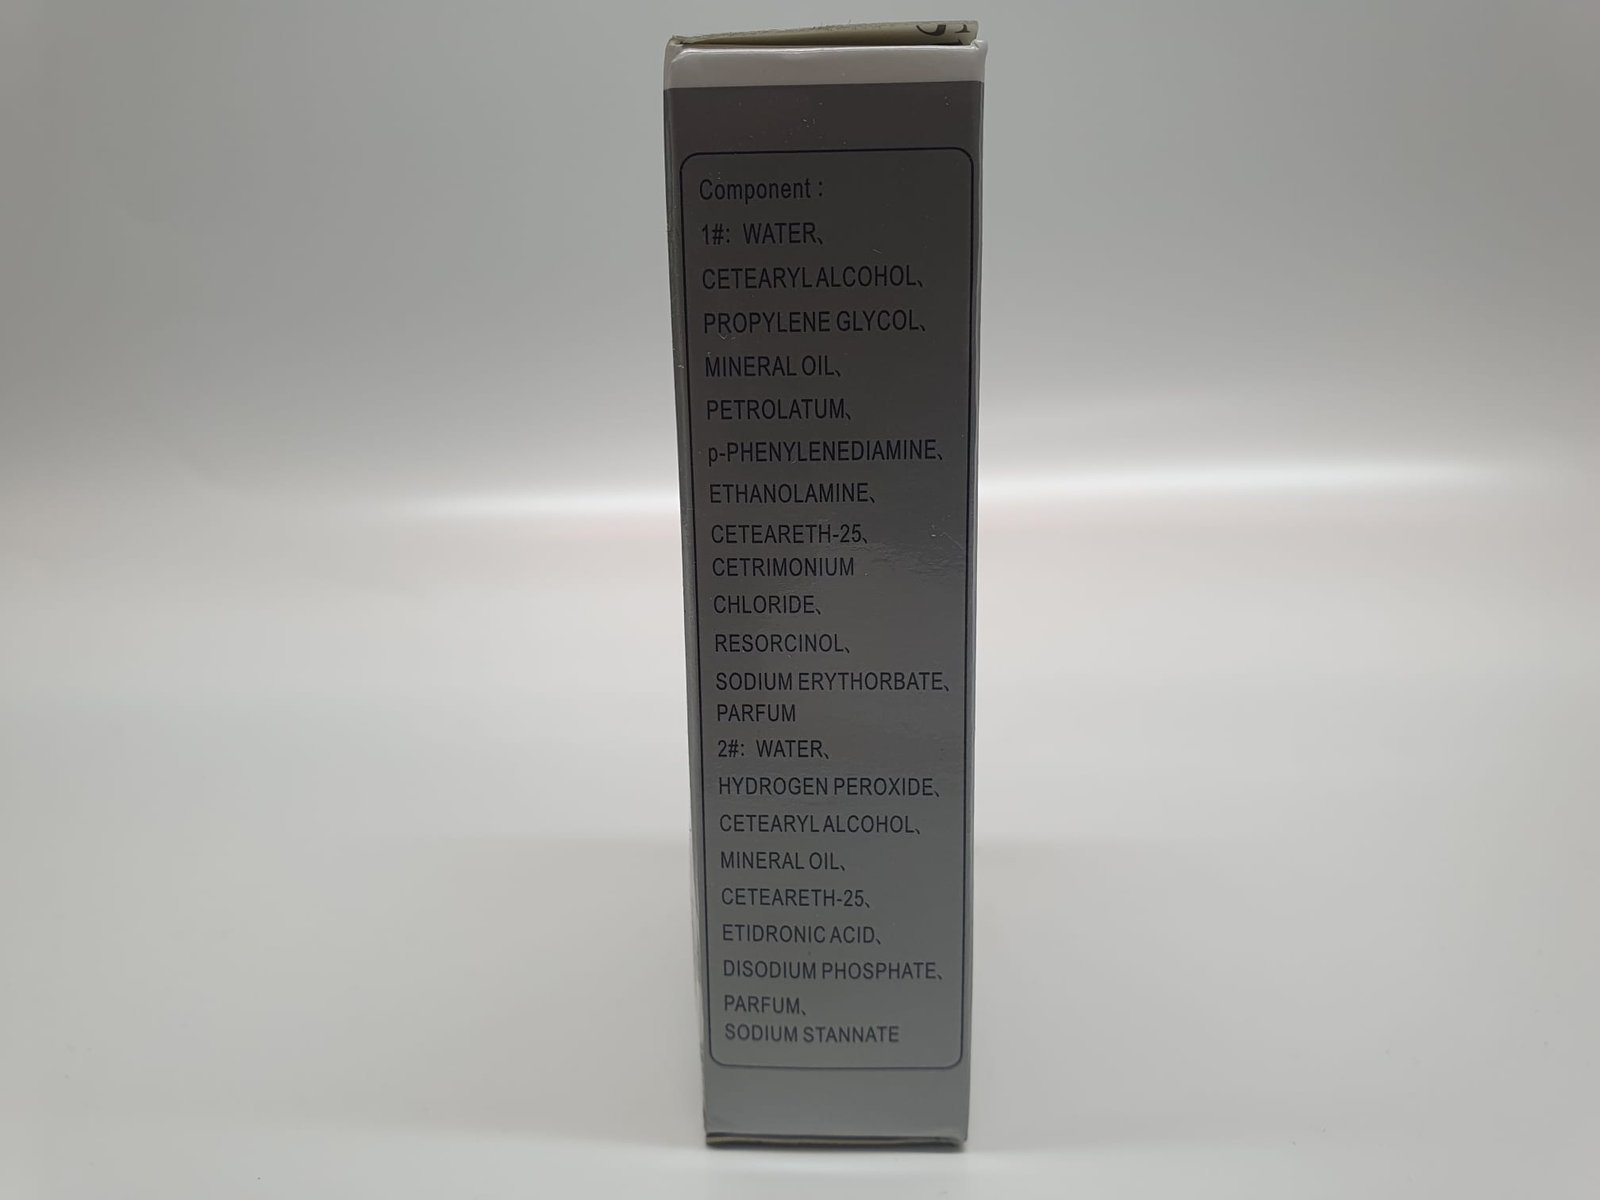 Component :
1#: WATER、
CETEARYL ALCOHOL、
PROPYLENE GLYCOL、
MINERAL OIL、
PETROLATUM、
p-PHENYLENEDIAMINE、
ETHANOLAMINE、
CETEARETH-25、
CETRIMONIUM
CHLORIDE、
RESORCINOL、
SODIUM ERYTHORBATE、
PARFUM
2#: WATER、
HYDROGEN PEROXIDE、
CETEARYL ALCOHOL、
MINERAL OIL、
CETEARETH-25、
ETIDRONIC ACID、
DISODIUM PHOSPHATE、
PARFUM、
SODIUM STANNATE